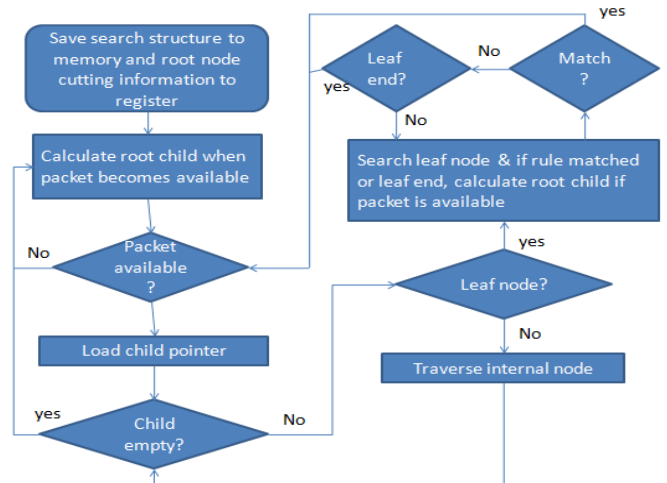 Save search structure to
memory and root node
cutting information to
register
Calculate root child when
packet becomes available
Packet
available
?
No
Load child pointer
Child
empty?
yes
No
Leaf node?
yes
No
Traverse internal node
Search leaf node & if rule matched
or leaf end, calculate root child if
packet is available
Match
?
yes
No
Leaf
end?
yes
No